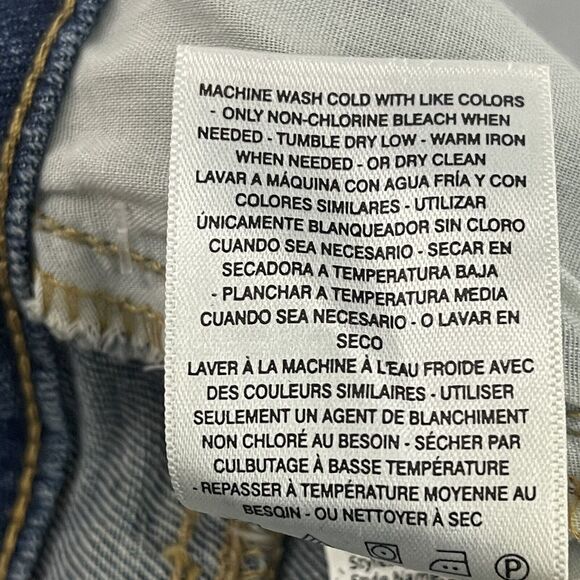 MACHINE WASH COLD WITH LIKE COLORS
- ONLY NON-CHLORINE BLEACH WHEN
NEEDED - TUMBLE DRY LOW - WARM IRON
WHEN NEEDED - OR DRY CLEAN
LAVAR A MÁQUINA CON AGUA FRÍA Y CON
COLORES SIMILARES - UTILIZAR
ÚNICAMENTE BLANQUEADOR SIN CLORO
CUANDO SEA NECESARIO - SECAR EN
SECADORA A TEMPERATURA BAJA
- PLANCHAR A TEMPERATURA MEDIA
CUANDO SEA NECESARIO - O LAVAR EN
SECO
LAVER À LA MACHINE À L'EAU FROIDE AVEC
DES COULEURS SIMILAIRES - UTILISER
SEULEMENT UN AGENT DE BLANCHIMENT
NON CHLORÉ AU BESOIN - SÉCHER PAR
CULBUTAGE À BASSE TEMPÉRATURE
- REPASSER À TEMPÉRATURE MOYENNE AU
BESOIN - OU NETTOYER À SEC
P